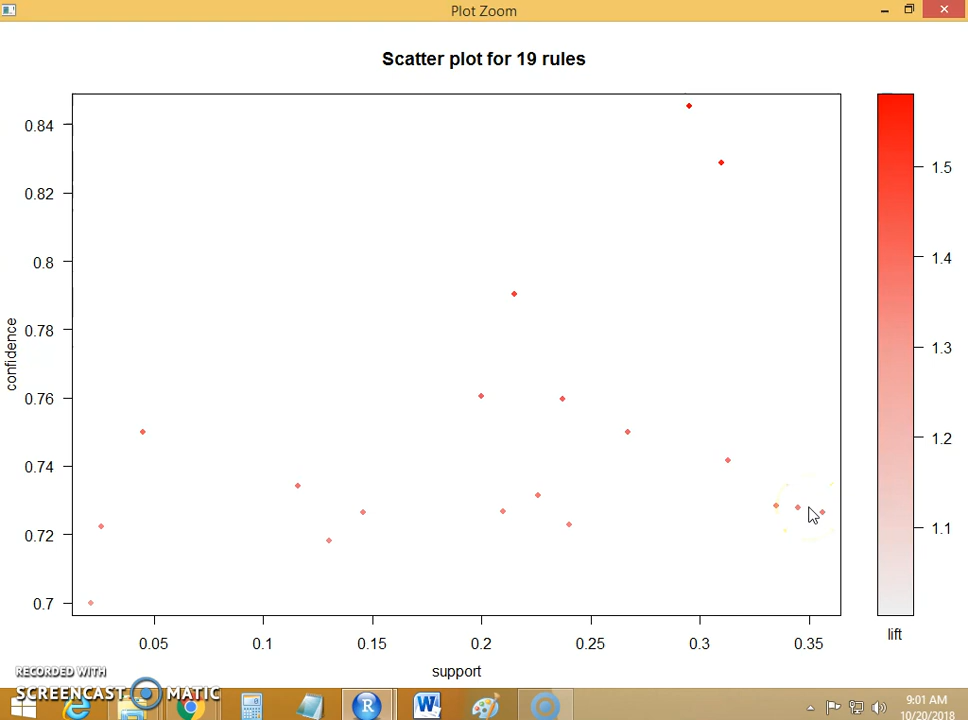 Plot Zoom
Scatter plot for 19 rules
0.84
0.82
0.8
0.78
0.76
0.74
0.72
0.7
confidence
0.05
0.1
0.15
0.2
0.25
0.3
0.35
support
1.5
1.4
1.3
1.2
1.1
lift
RECORDED WITH
SCREENCAST MATIC
R
W
9:01 AM
10/20/2018